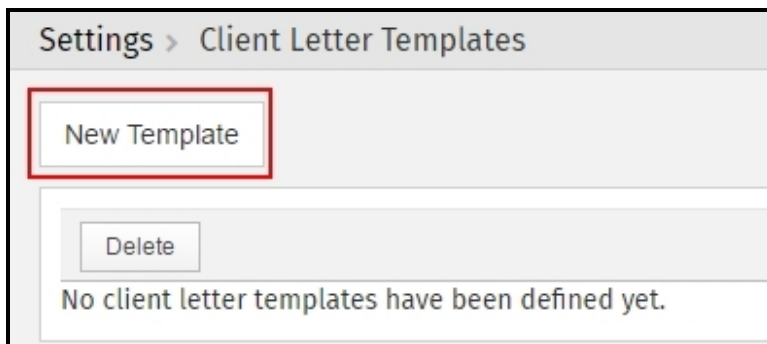 Settings > Client Letter Templates
New Template
Delete
No client letter templates have been defined yet.